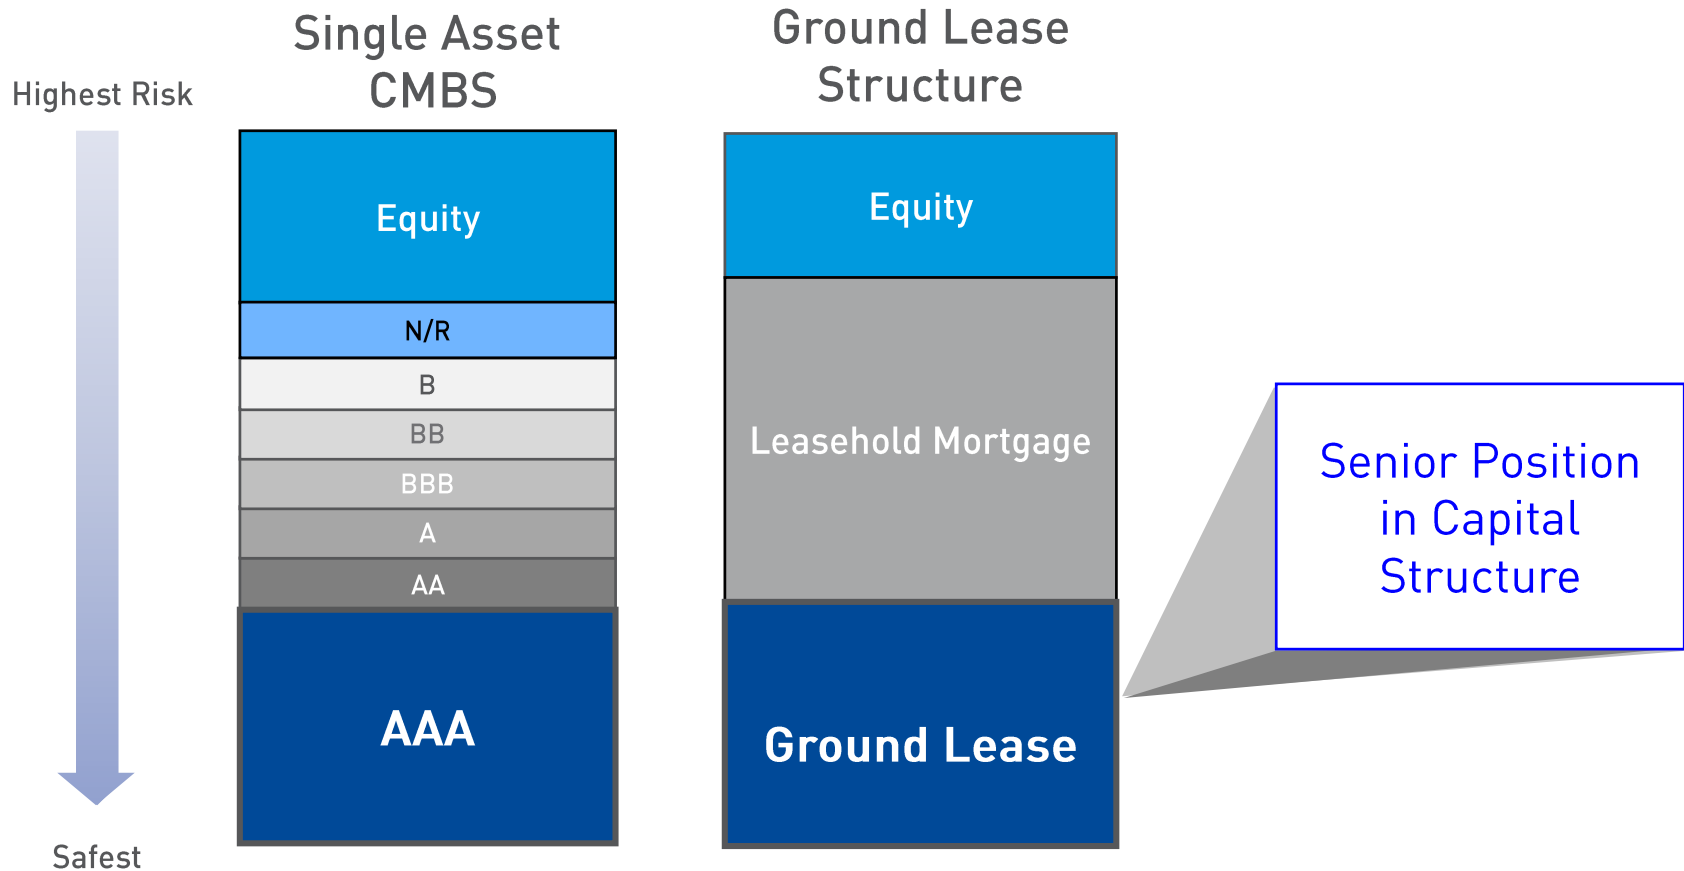 Single Asset
CMBS
Ground Lease
Structure
Highest Risk
Safest
Equity
N/R
B
BB
BBB
A
AA
AAA
Equity
Leasehold Mortgage
Ground Lease
Senior Position
in Capital
Structure